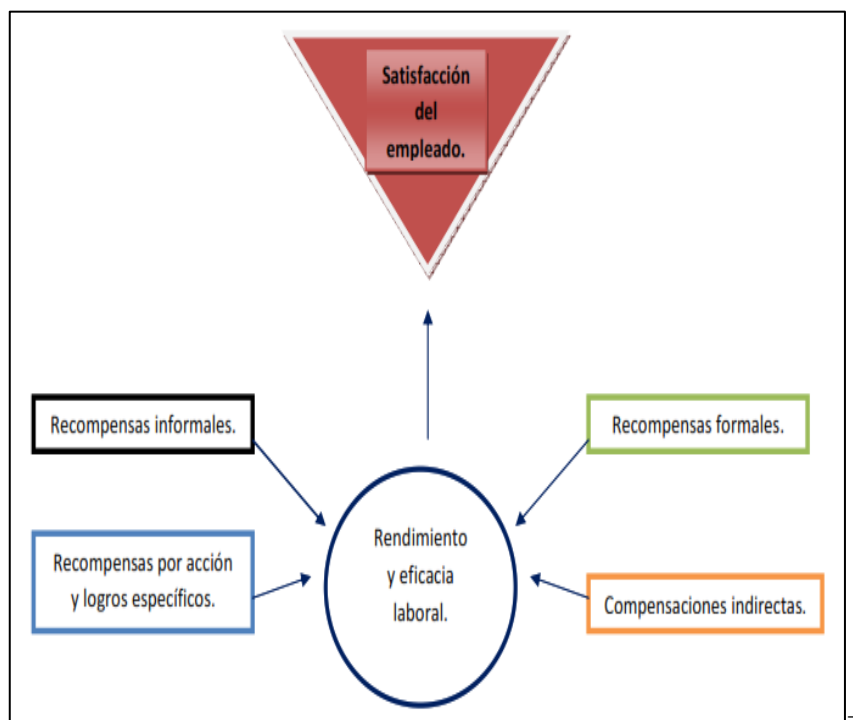 Satisfacción
del
empleado.
Recompensas informales.
Recompensas formales.
Recompensas por acción
y logros específicos.
Rendimiento
y eficacia
laboral.
Compensaciones indirectas.